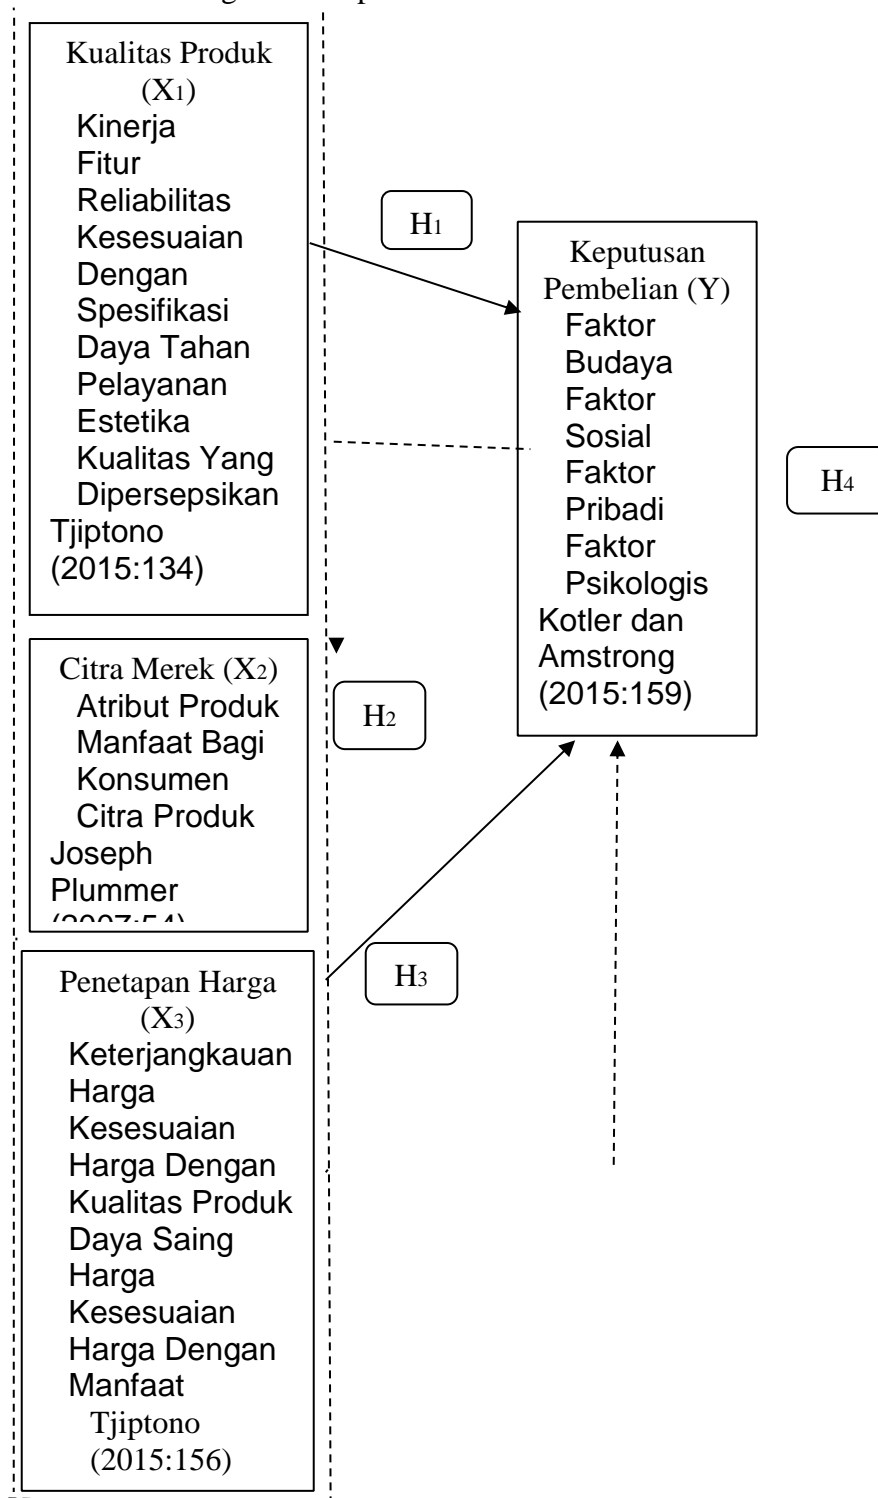 Kualitas Produk
(X1)
Kinerja
Fitur
Reliabilitas
Kesesuaian
Dengan
Spesifikasi
Daya Tahan
Pelayanan
Estetika
Kualitas Yang
Dipersepsikan
Tjiptono
(2015:134)
H1
Keputusan
Pembelian (Y)
Faktor
Budaya
Faktor
Sosial
Faktor
Pribadi
Faktor
Psikologis
Kotler dan
Amstrong
(2015:159)
H4
Citra Merek (X2)
Atribut Produk
Manfaat Bagi
Konsumen
Citra Produk
Joseph
Plummer
H2
Penetapan Harga
(X3)
Keterjangkauan
Harga
Kesesuaian
Harga Dengan
Kualitas Produk
Daya Saing
Harga
Kesesuaian
Harga Dengan
Manfaat
Tjiptono
(2015:156)
H3